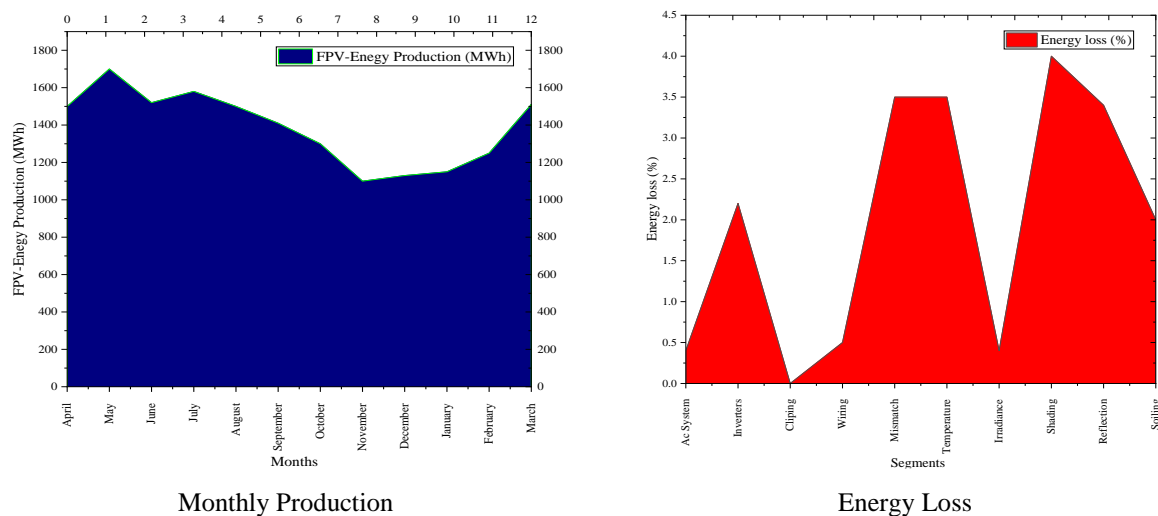 0 1 2 3 4 5 6 7 8 9 10 11 12
FPV-Enegy Production (MWh)
1800 1800
1600 1600
1400 1400
1200 1200
1000 1000
800 800
600 600
400 400
200 200
0 0
FPV-Enegy Production (MWh)
April May June July August September October November December January February March
Months
Monthly Production
4.5
Energy loss (%)
4.0
3.5
3.0
2.5
2.0
1.5
1.0
0.5
0.0
Energy loss (%)
Ac System Inverters Cliping Wiring Mismatch Temperature Irradiance Shading Reflection Soiling
Segments
Energy Loss